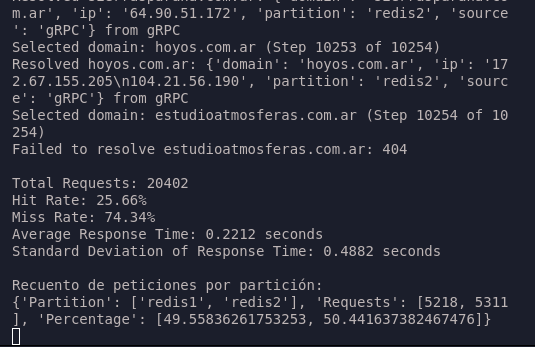 m.ar', 'ip': '64.90.51.172', 'partition': 'redis2', 'source
': 'gRPC'} from gRPC
Selected domain: hoyos.com.ar (Step 10253 of 10254)
Resolved hoyos.com.ar: {'domain': 'hoyos.com.ar', 'ip': '17
2.67.155.205\n104.21.56.190', 'partition': 'redis2', 'sourc
e': 'gRPC'} from gRPC
Selected domain: estudioatmosferas.com.ar (Step 10254 of 10
254)
Failed to resolve estudioatmosferas.com.ar: 404

Total Requests: 20402
Hit Rate: 25.66%
Miss Rate: 74.34%
Average Response Time: 0.2212 seconds
Standard Deviation of Response Time: 0.4882 seconds

Recuento de peticiones por partición:
{'Partition': ['redis1', 'redis2'], 'Requests': [5218, 5311
], 'Percentage': [49.55836261753253, 50.441637382467476]}